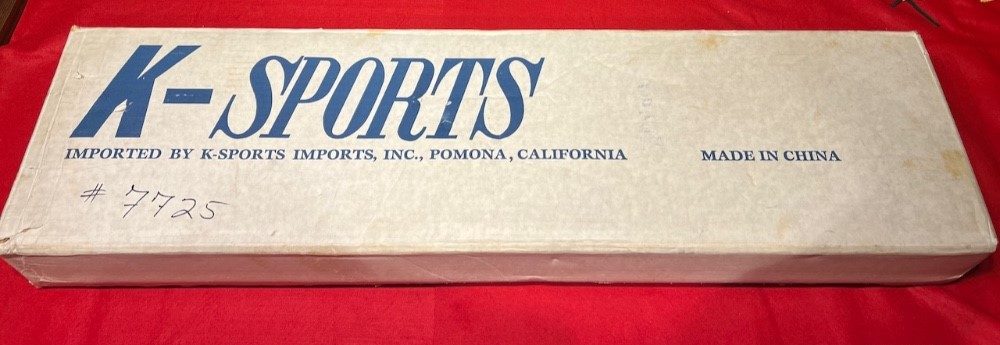 K-SPORTS
IMPORTED BY K-SPORTS IMPORTS, INC., POMONA, CALIFORNIA MADE IN CHINA
# 7725